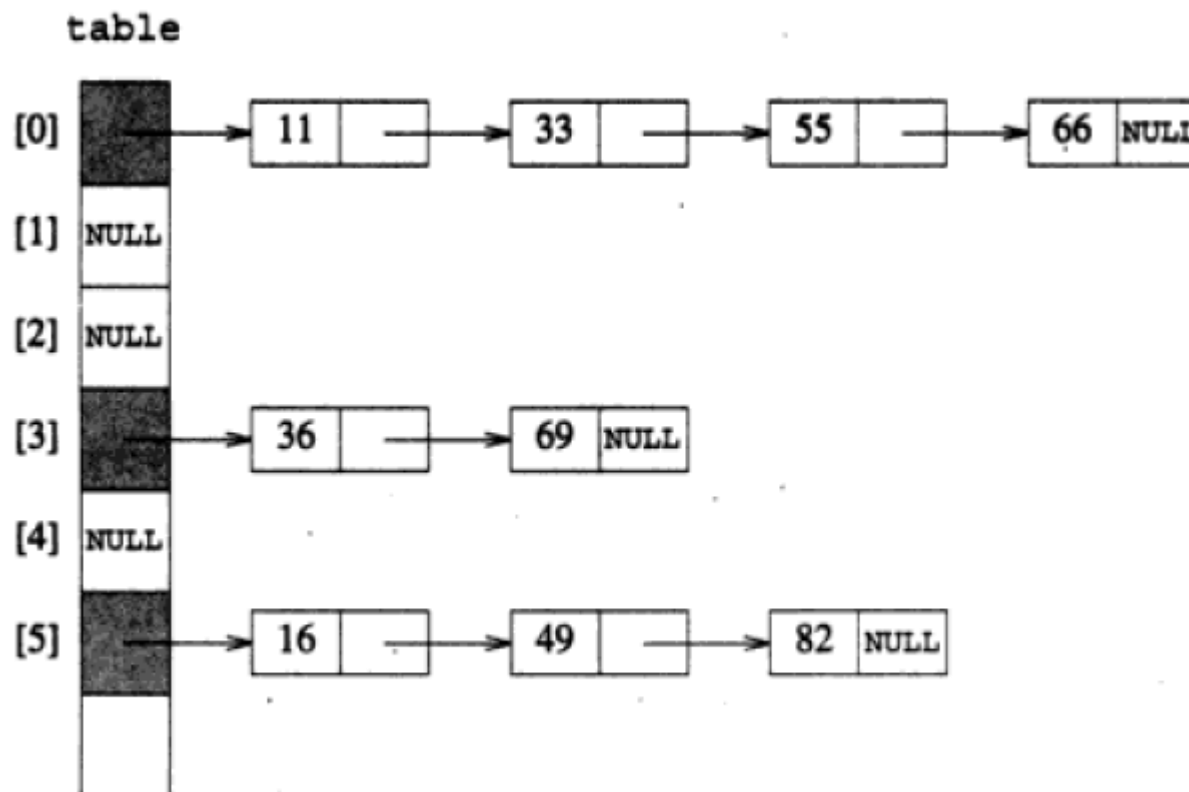 table
[0] 11 33 55 66 NULL
[1] NULL
[2] NULL
[3] 36 69 NULL
[4] NULL
[5] 16 49 82 NULL